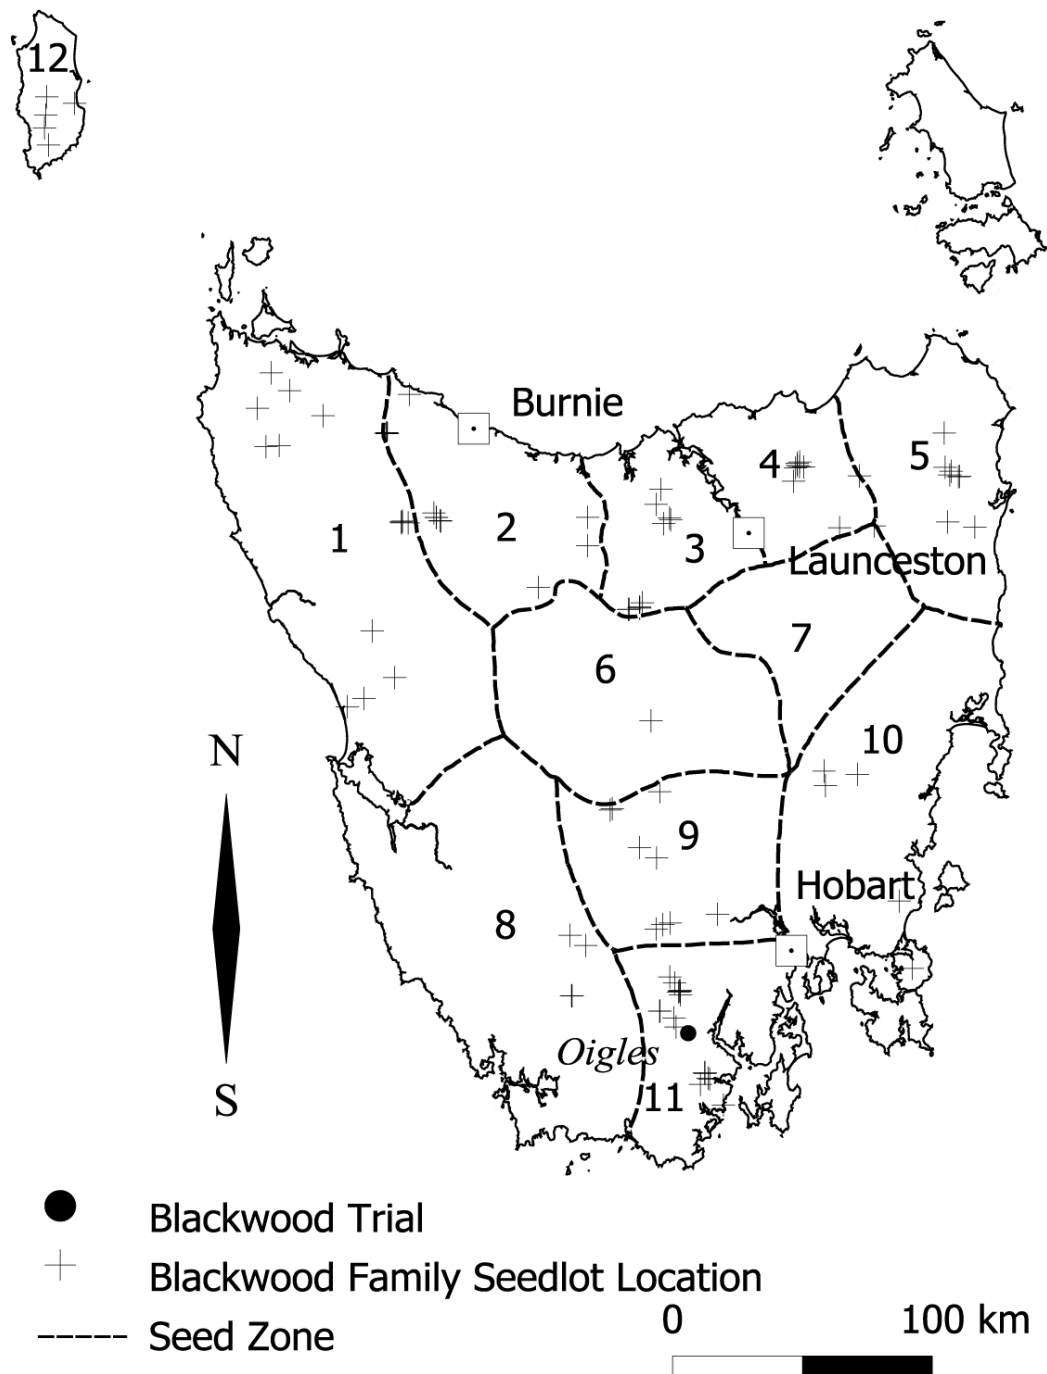 12
Burnie
4
5
1
2
3
Launceston
7
6
N
10
9
Hobart
8
Oigles
11
S
Blackwood Trial
Blackwood Family Seedlot Location
Seed Zone
0 100 km